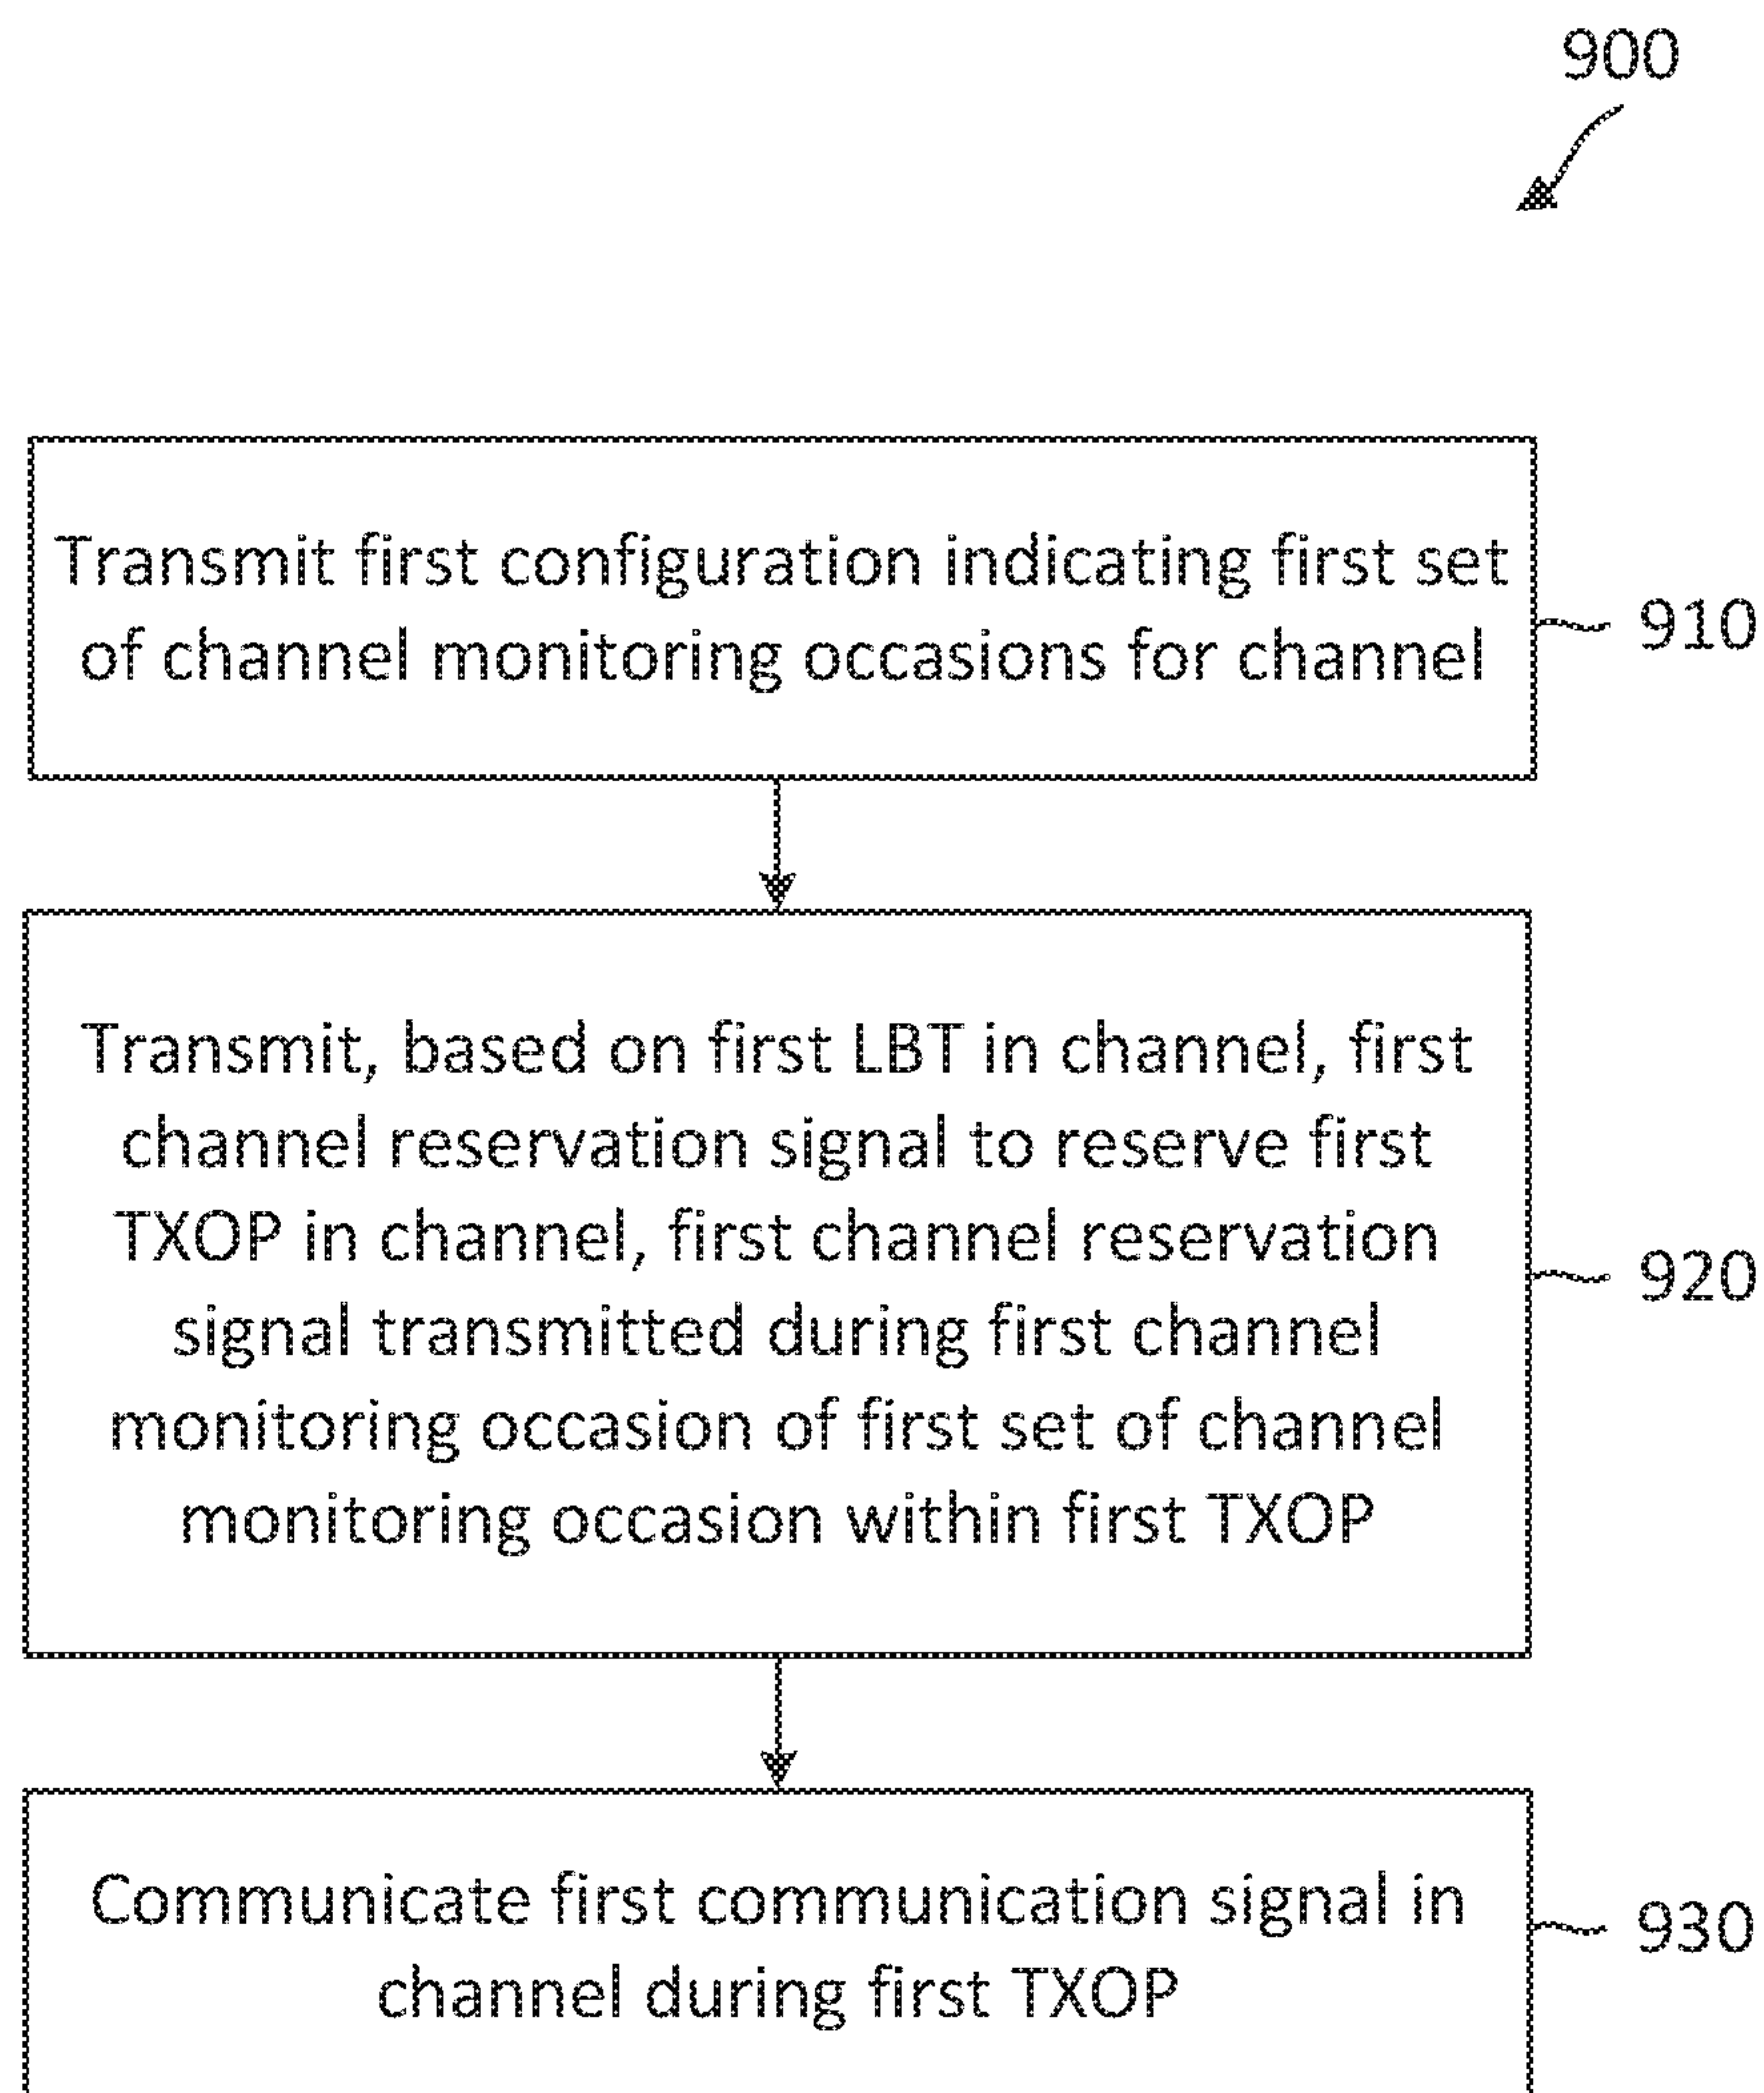 900
Transmit first configuration indicating first set
of channel monitoring occasions for channel
910
Transmit, based on first LBT in channel, first
channel reservation signal to reserve first
TXOP in channel, first channel reservation
signal transmitted during first channel
monitoring occasion of first set of channel
monitoring occasion within first TXOP
920
Communicate first communication signal in
channel during first TXOP
930